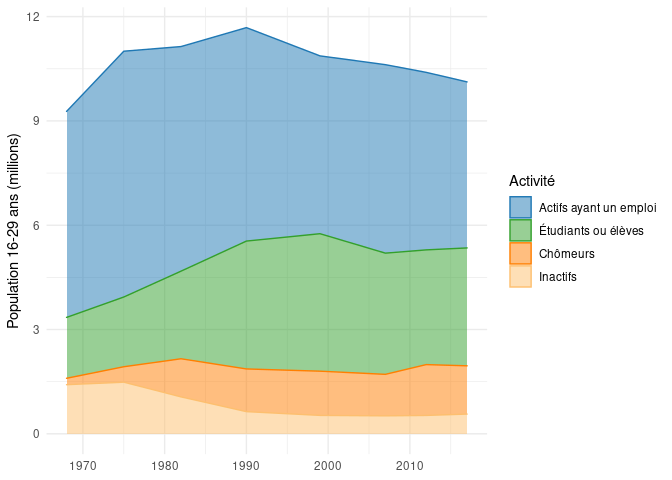 Population 16-29 ans (millions)
12
9
6
3
0
1970
1980
1990
2000
2010
Activité
Actifs ayant un emploi
Étudiants ou élèves
Chômeurs
Inactifs